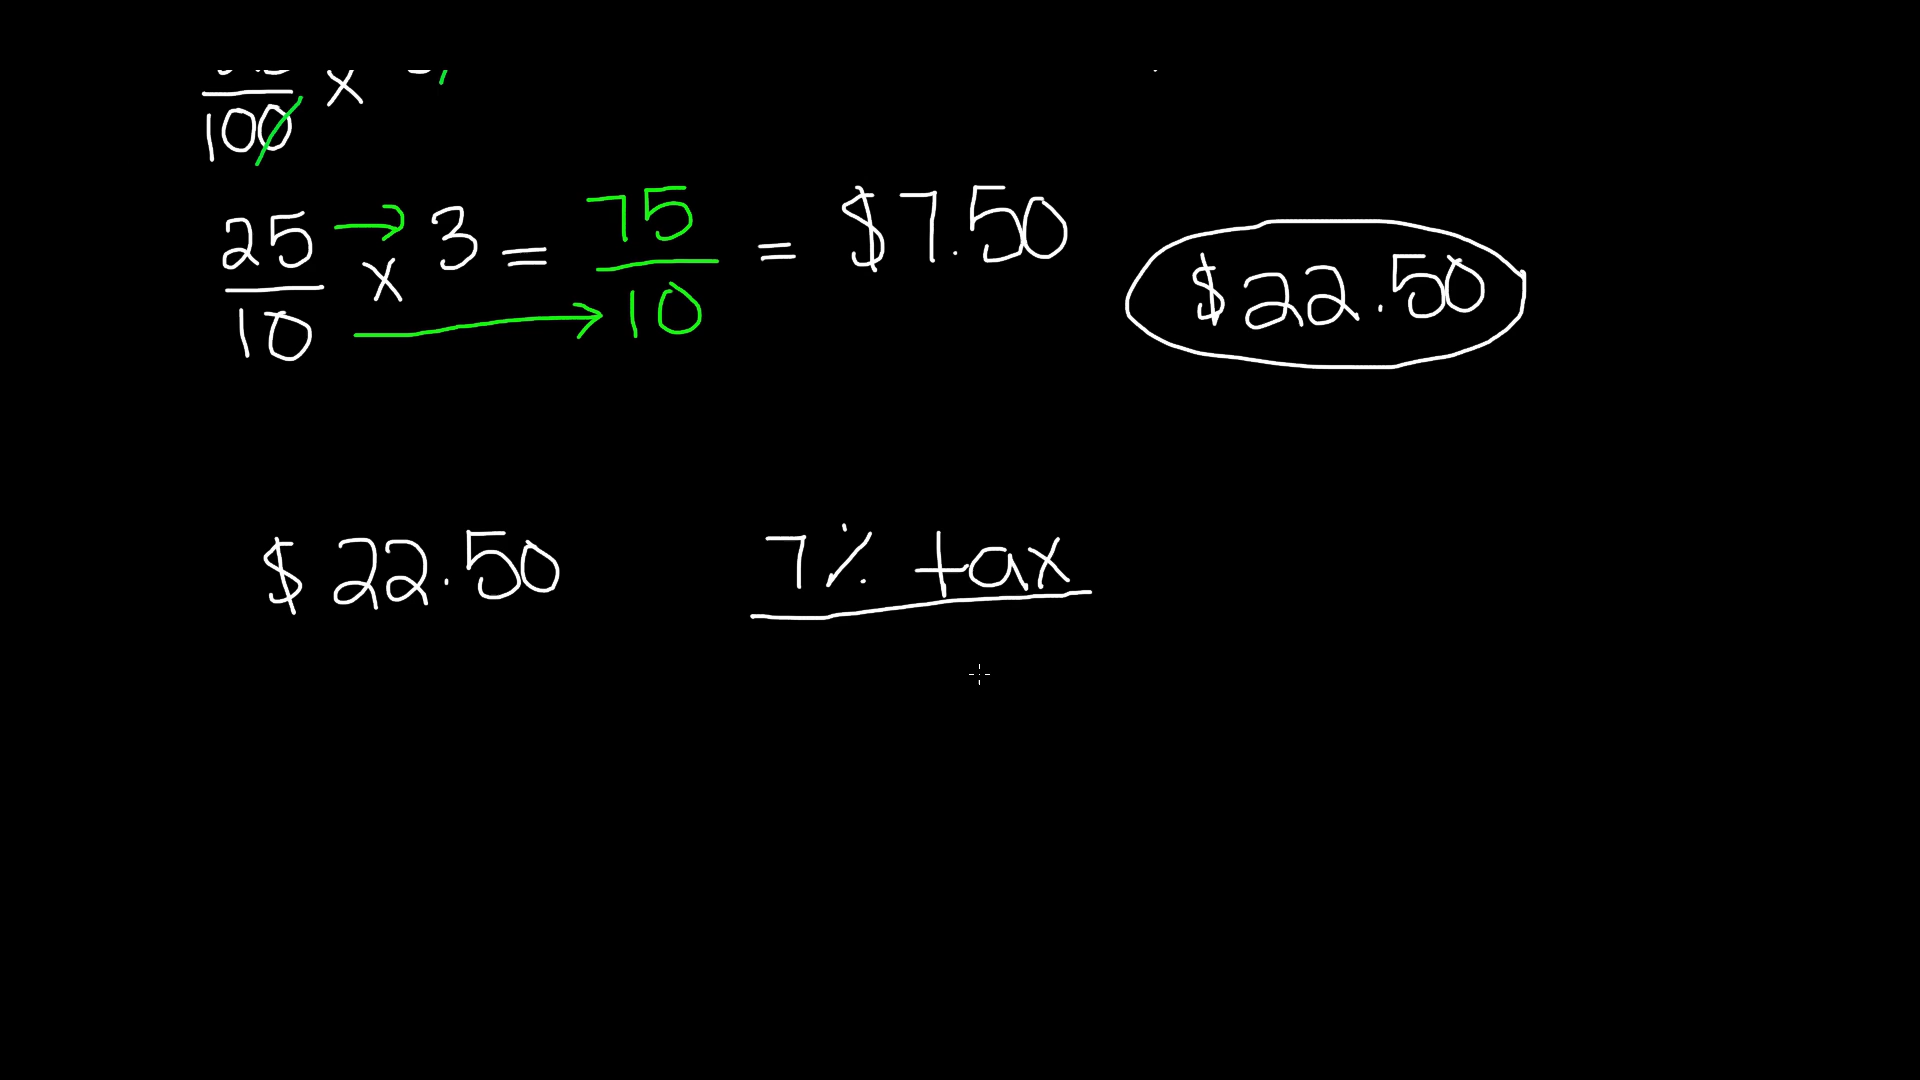 100 x
25/10 x 3 = 75/10 = $7.50
$22.50
$22.50 7% tax